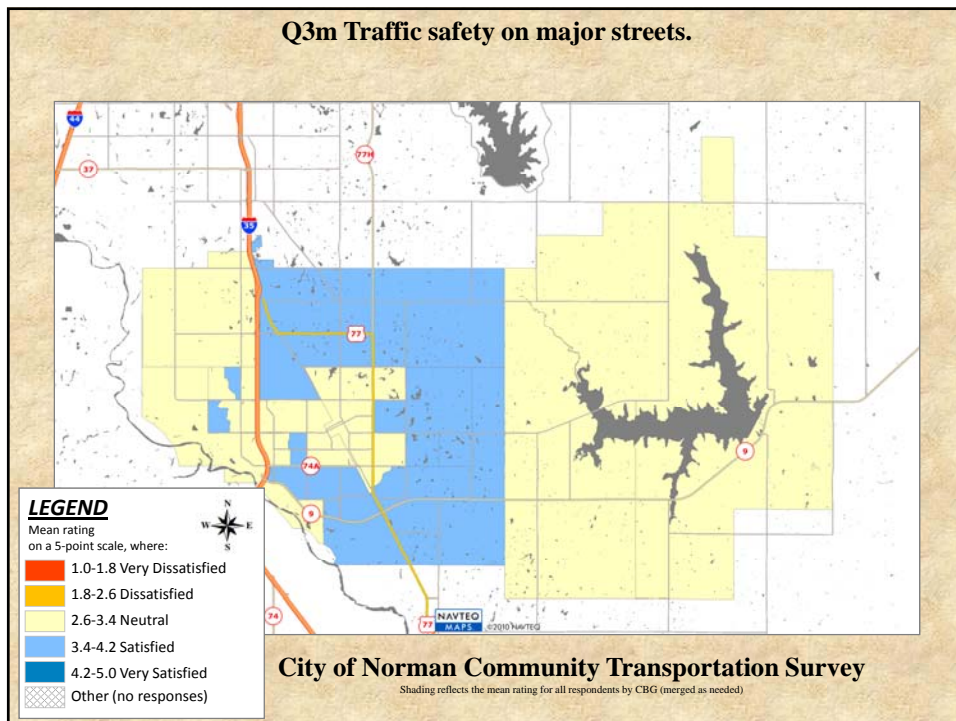 Q3m Traffic safety on major streets.
44
37
77H
35
77
74A
9
9
74
77
NAVTEQ
MAPS
©2010 NAVTEQ
LEGEND
Mean rating
on a 5-point scale, where:
N
W E
S
1.0-1.8 Very Dissatisfied
1.8-2.6 Dissatisfied
2.6-3.4 Neutral
3.4-4.2 Satisfied
4.2-5.0 Very Satisfied
Other (no responses)
City of Norman Community Transportation Survey
Shading reflects the mean rating for all respondents by CBG (merged as needed)